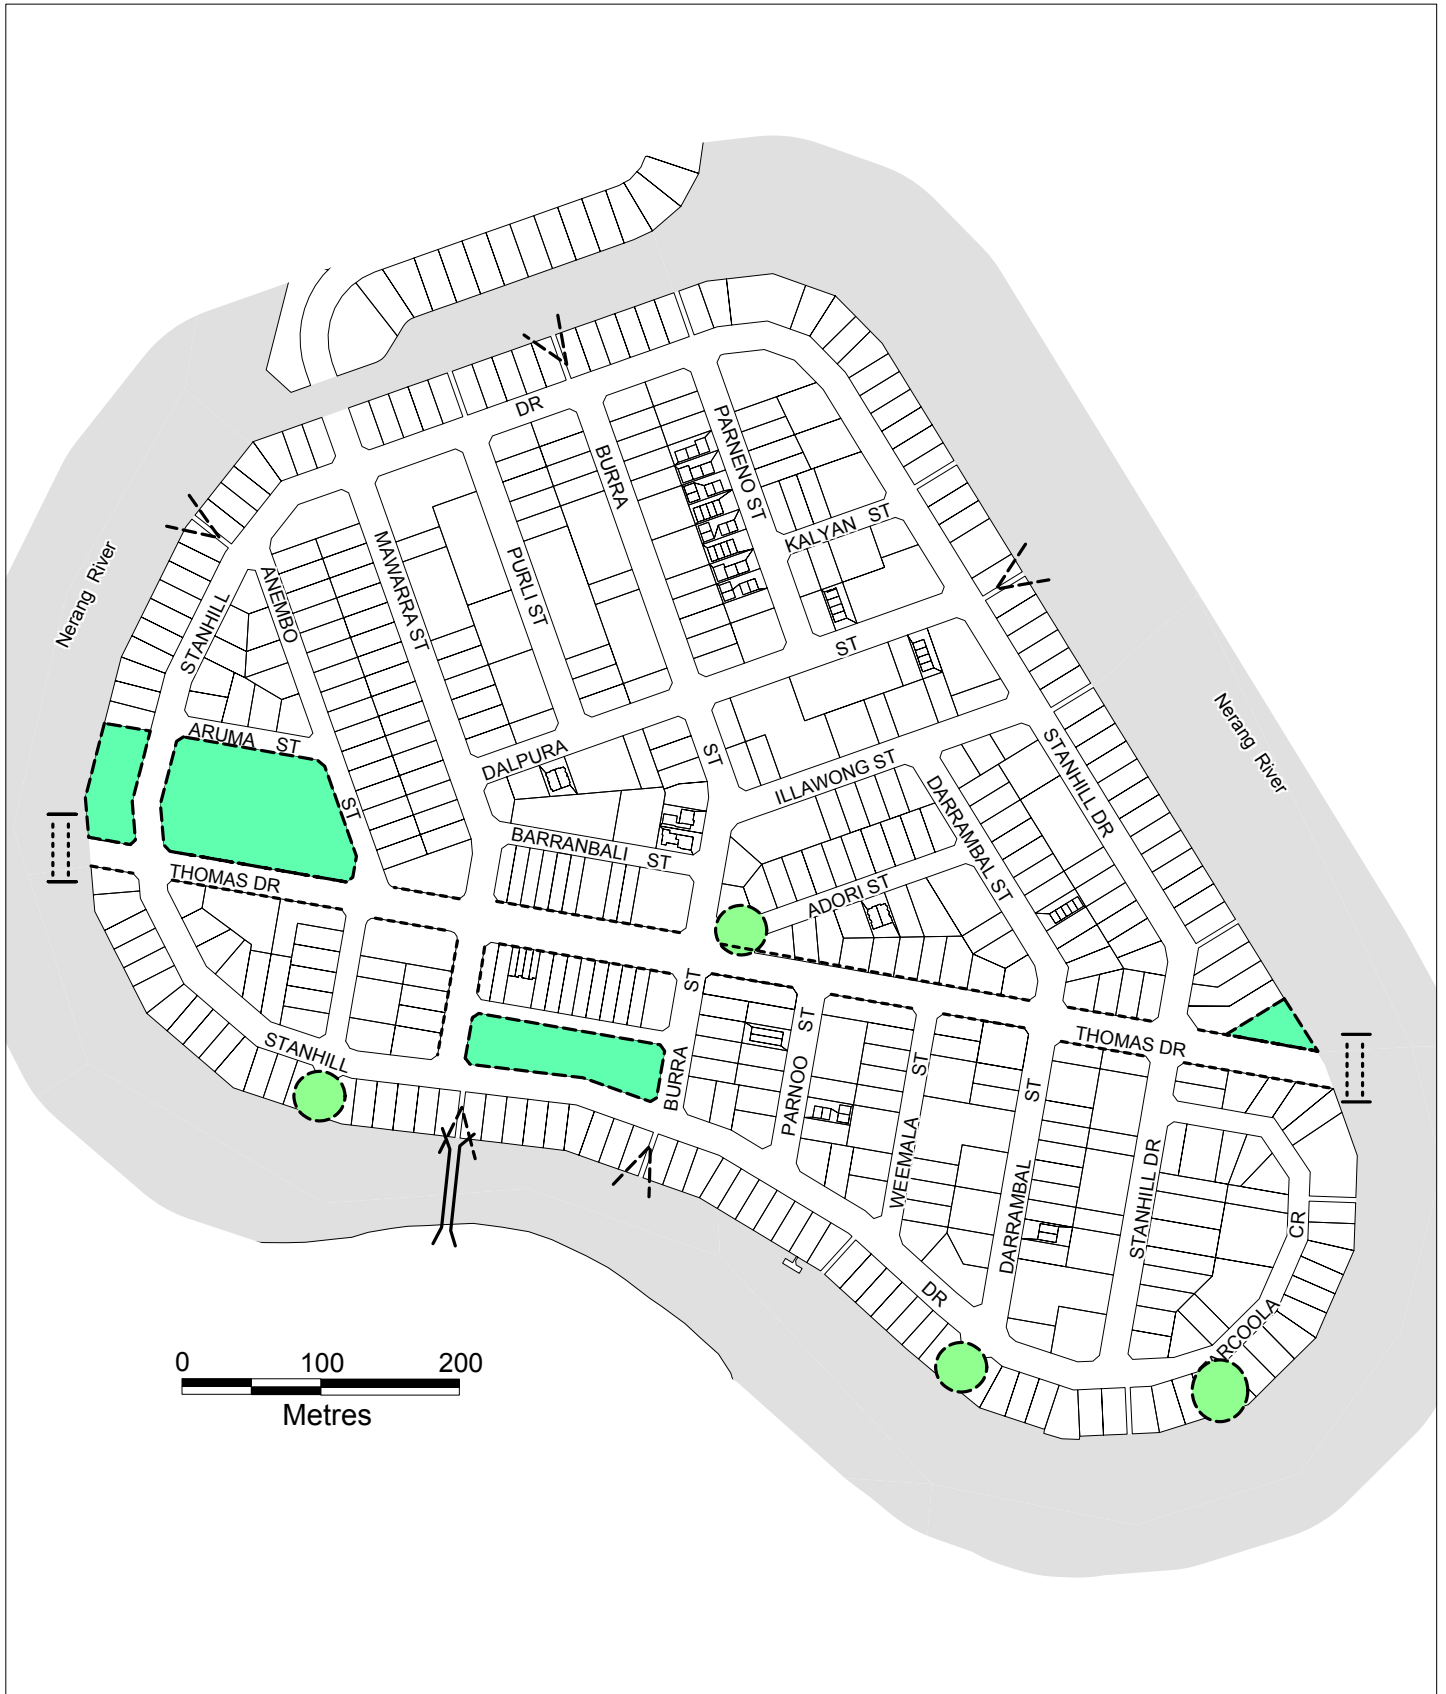 DR
PARNENO ST
BURRA
KALYAN ST
MAWARRA ST
PURLI ST
ANEMBO
STANHILL
Nerang River
ST
Nerang River
ARUMA ST
DALPURA
ST
ILLAWONG ST
STANHILL DR
DARRAMBAL ST
ST
BARRANBALI ST
THOMAS DR
ADORI ST
ST
THOMAS DR
STANHILL
BURRA
PARNOO ST
WEEMALA ST
DARRAMBAL ST
STANHILL DR
CR
DR
ARCOOLA
0 100 200
Metres